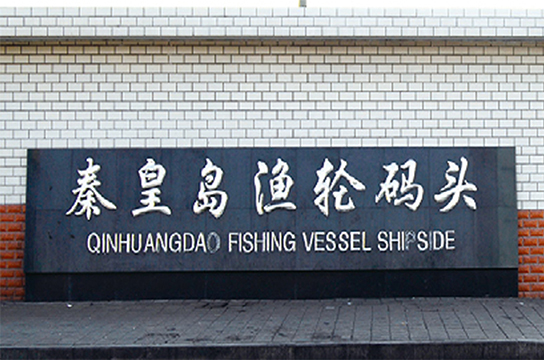 秦皇岛渔轮码头
QINHUANGDAO FISHING VESSEL SHIPSIDE